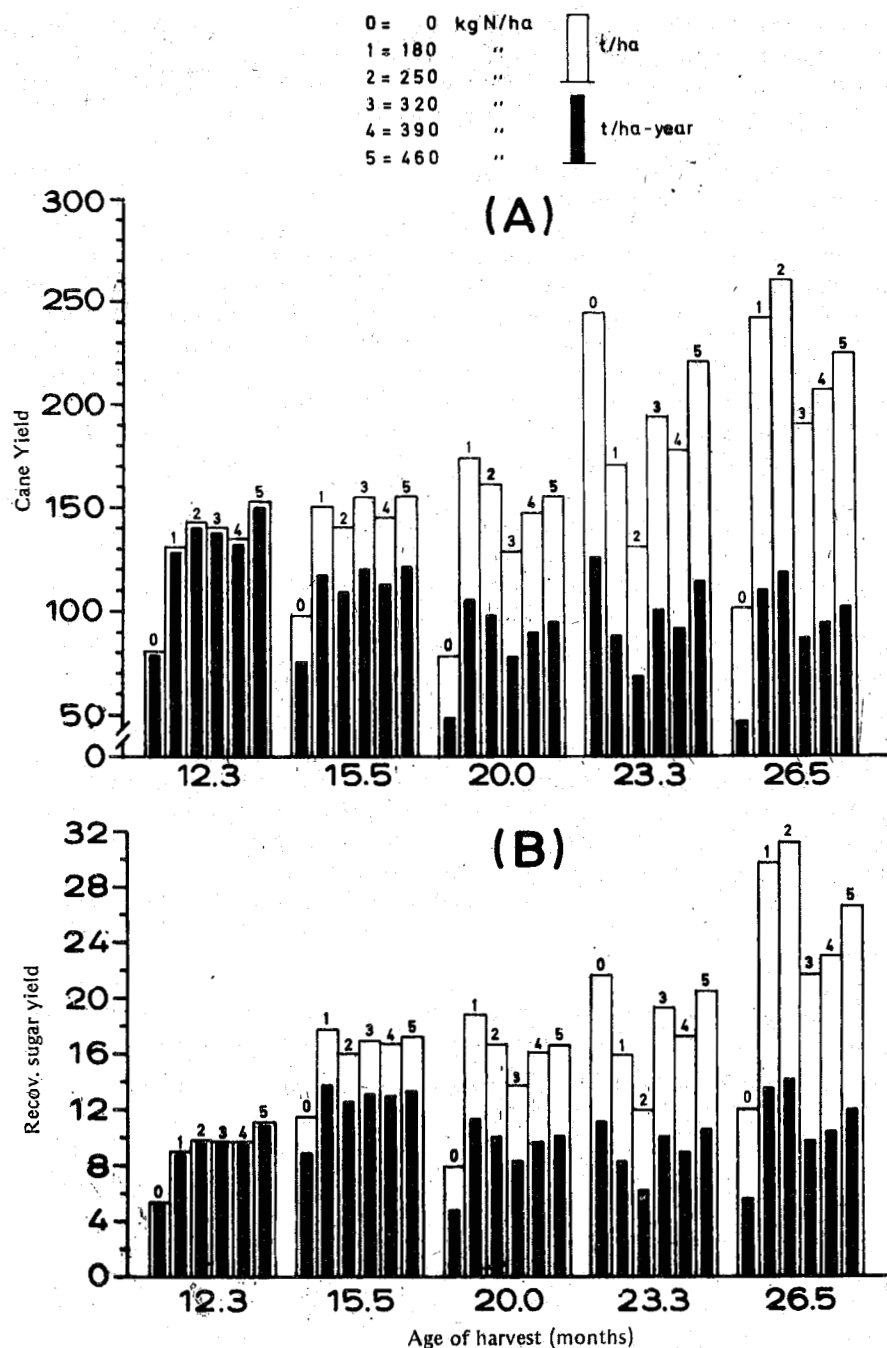 0 = 0 kg N/ha t/ha
1 = 180 "
2 = 250 "
3 = 320 " t/ha-year
4 = 390 "
5 = 460 "
(A)
300
250
200
150
100
50
0
Cane Yield
0 1 2 3 4 5
0 1 2 3 4 5
0 1 2 3 4 5
0 1 2 3 4 5
0 1 2 3 4 5
12.3 15.5 20.0 23.3 26.5
(B)
32
28
24
20
16
12
8
4
0
Recov. sugar yield
0 1 2 3 4 5
0 1 2 3 4 5
0 1 2 3 4 5
0 1 2 3 4 5
0 1 2 3 4 5
12.3 15.5 20.0 23.3 26.5
Age of harvest (months)